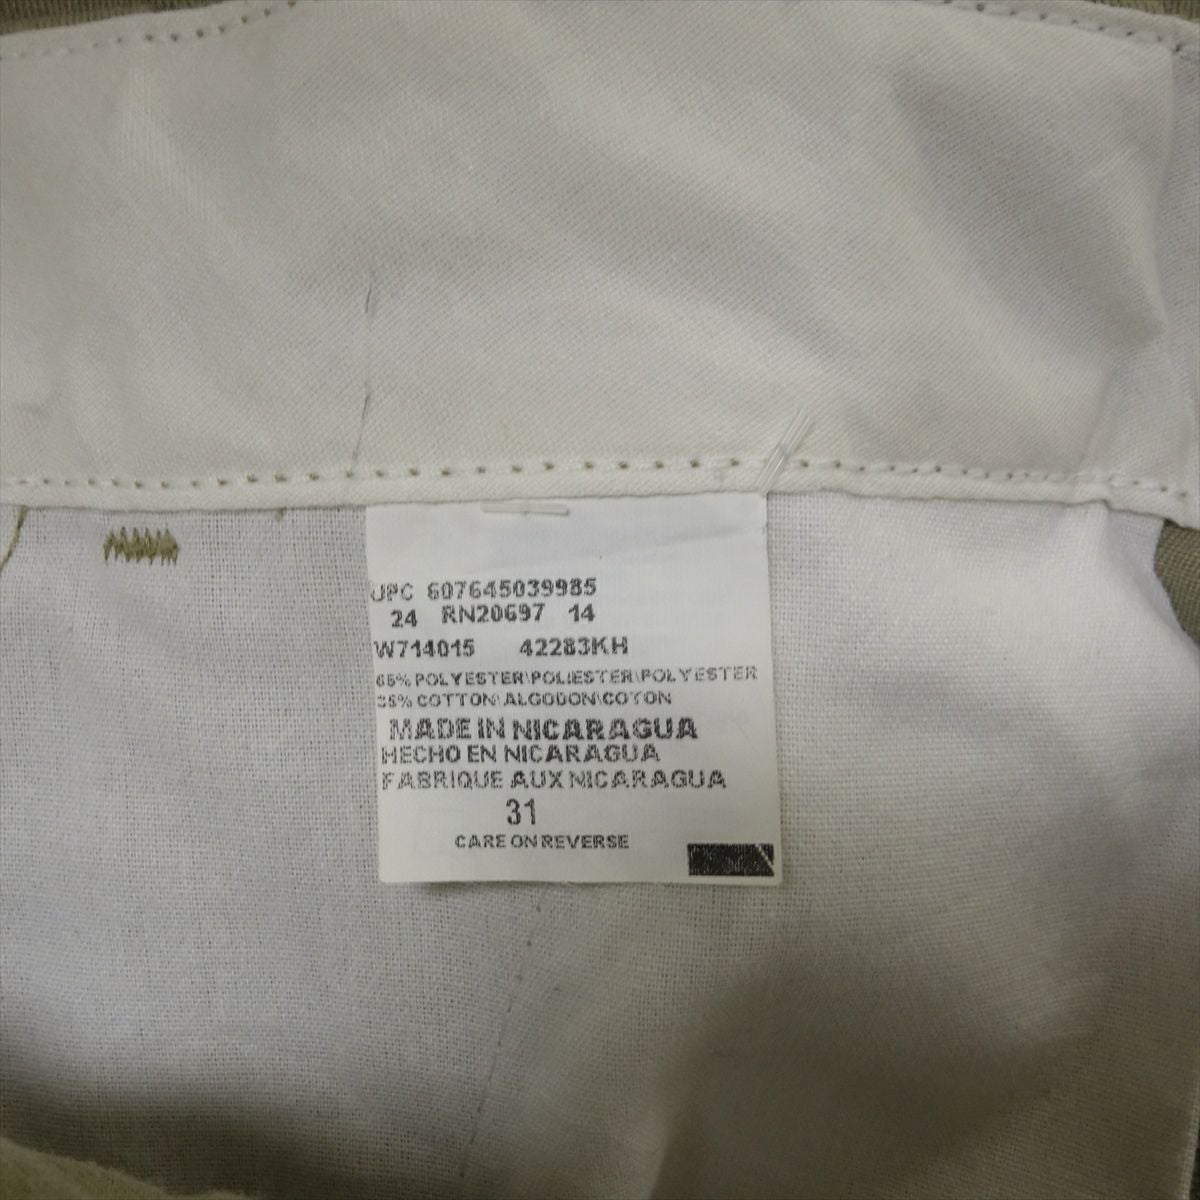 UPC 607645039985
24 RN20697 14
W714015 42283KH
65% POLYESTER\POLIESTER\POLYESTER
35% COTTON\ALGODON\COTON
MADE IN NICARAGUA
HECHO EN NICARAGUA
FABRIQUE AUX NICARAGUA
31
CARE ON REVERSE